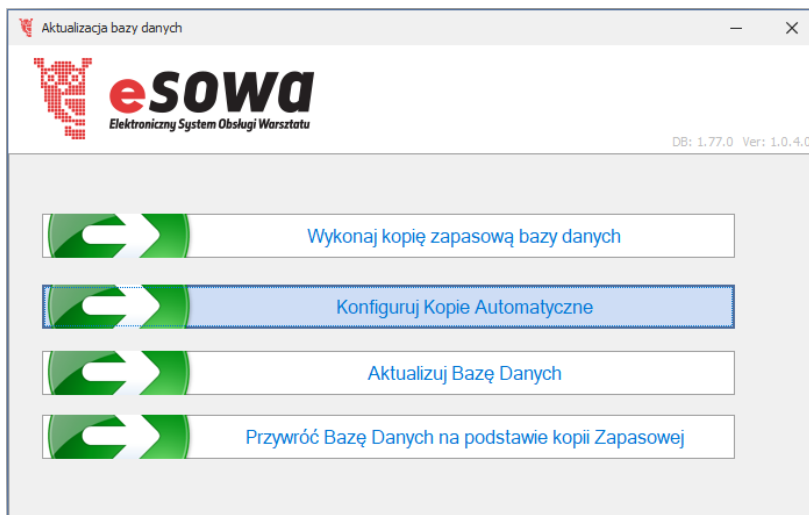 Aktualizacja bazy danych
eSOWA
Elektroniczny System Obsługi Warsztatu
DB: 1.77.0 Ver: 1.0.4.0
Wykonaj kopię zapasową bazy danych
Konfiguruj Kopie Automatyczne
Aktualizuj Bazę Danych
Przywróć Bazę Danych na podstawie kopii Zapasowej